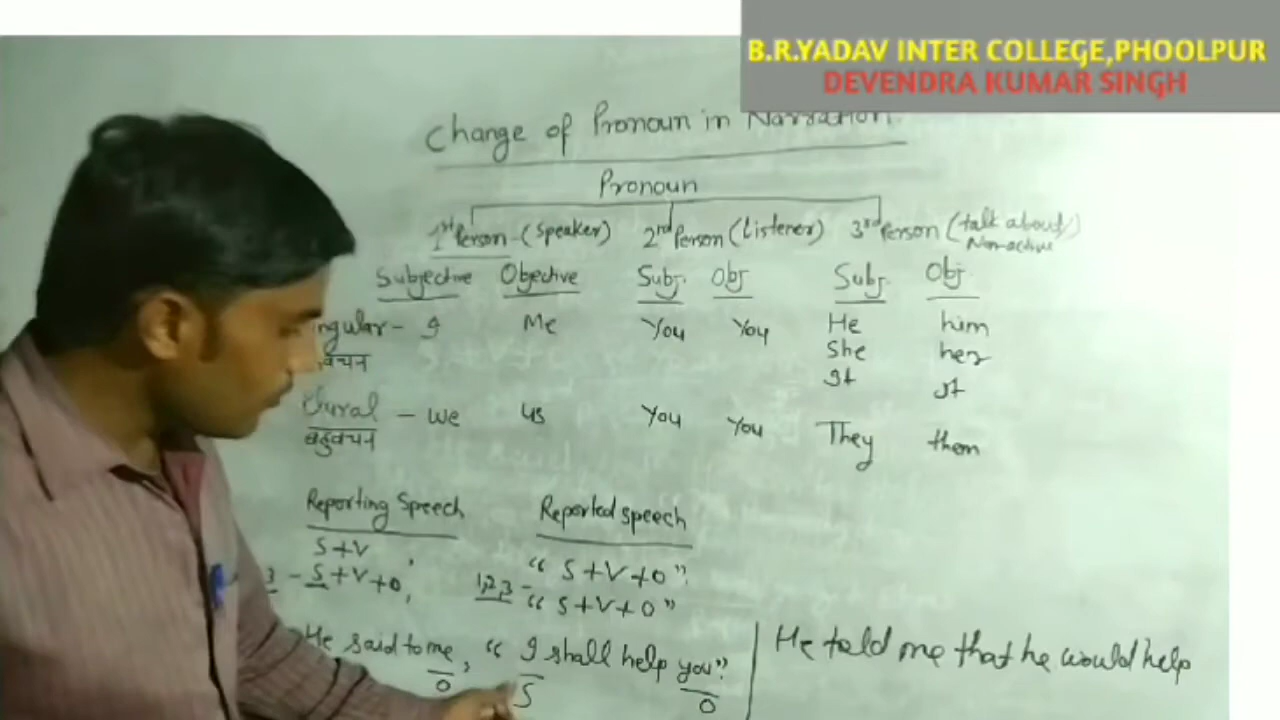 B.R.YADAV INTER COLLEGE,PHOOLPUR
DEVENDRA KUMAR SINGH
Change of Pronoun in Narration
Pronoun
1st Person - (Speaker) 2nd Person (Listener) 3rd Person (talk about)
Non-active
Subjective Objective Subj. Obj Subj. Obj
I Me You You He him
She her
It It
Plural - We us You You They them
बहुवचन
Reporting Speech Reported speech
S+V , "S+V+O".
3 - S+V+O, 1,2,3 - "S+V+O"
He said to me, "I shall help you" He told me that he would help
O S O